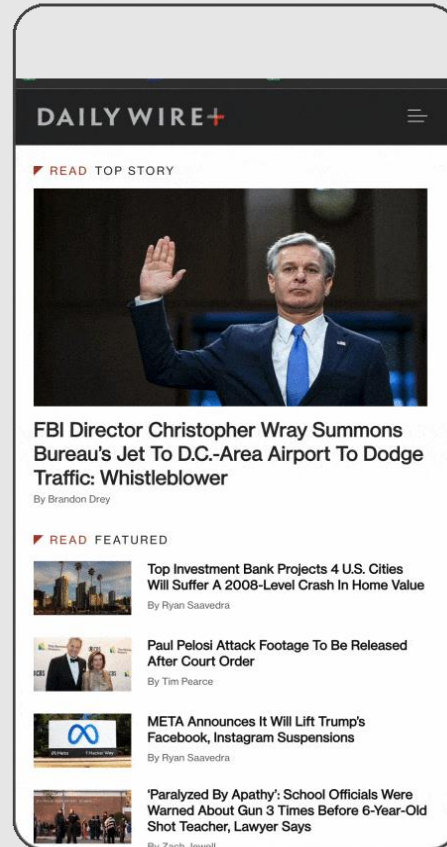 DAILY WIRE+
READ TOP STORY
FBI Director Christopher Wray Summons
Bureau's Jet To D.C.-Area Airport To Dodge
Traffic: Whistleblower
By Brandon Drey
READ FEATURED
Top Investment Bank Projects 4 U.S. Cities
Will Suffer A 2008-Level Crash In Home Value
By Ryan Saavedra
Paul Pelosi Attack Footage To Be Released
After Court Order
By Tim Pearce
META Announces It Will Lift Trump's
Facebook, Instagram Suspensions
By Ryan Saavedra
'Paralyzed By Apathy': School Officials Were
Warned About Gun 3 Times Before 6-Year-Old
Shot Teacher, Lawyer Says
By Zach Jewell